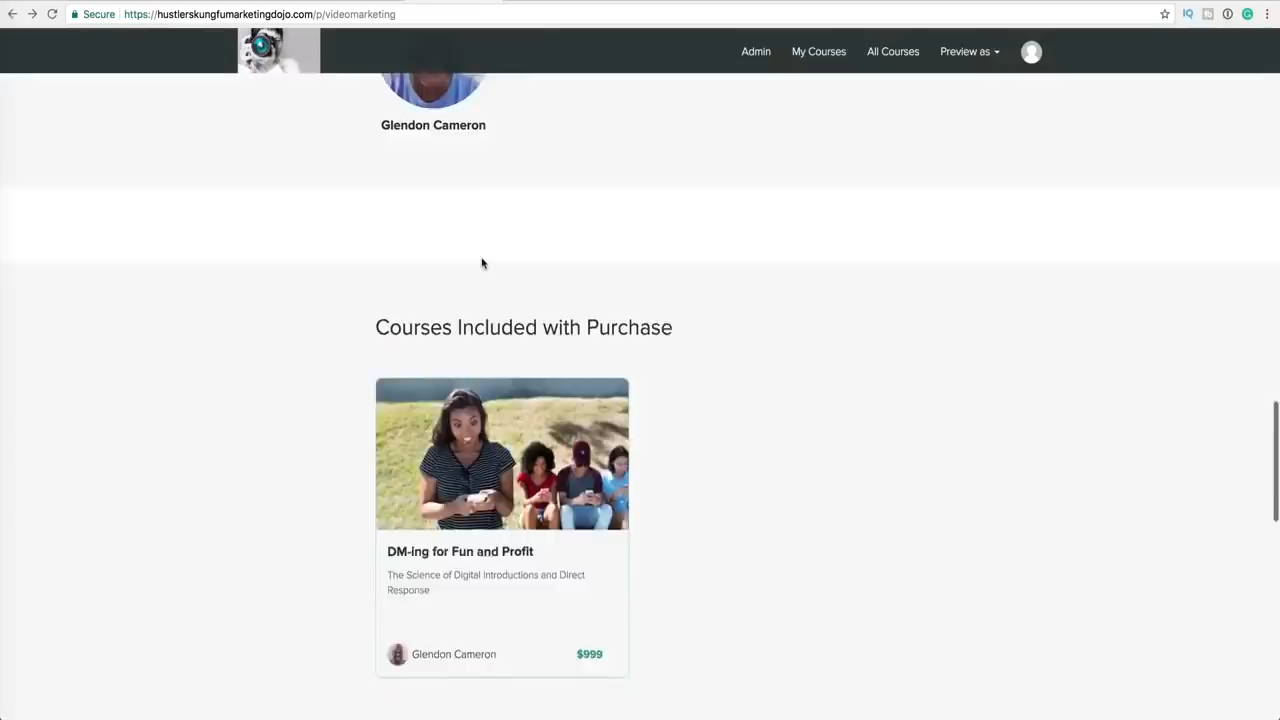 Secure
https://hustlerskungfumarketingdojo.com/p/videomarketing
Admin
My Courses
All Courses
Preview as
Glendon Cameron
Courses Included with Purchase
DM-ing for Fun and Profit
The Science of Digital Introductions and Direct
Response
Glendon Cameron
$999